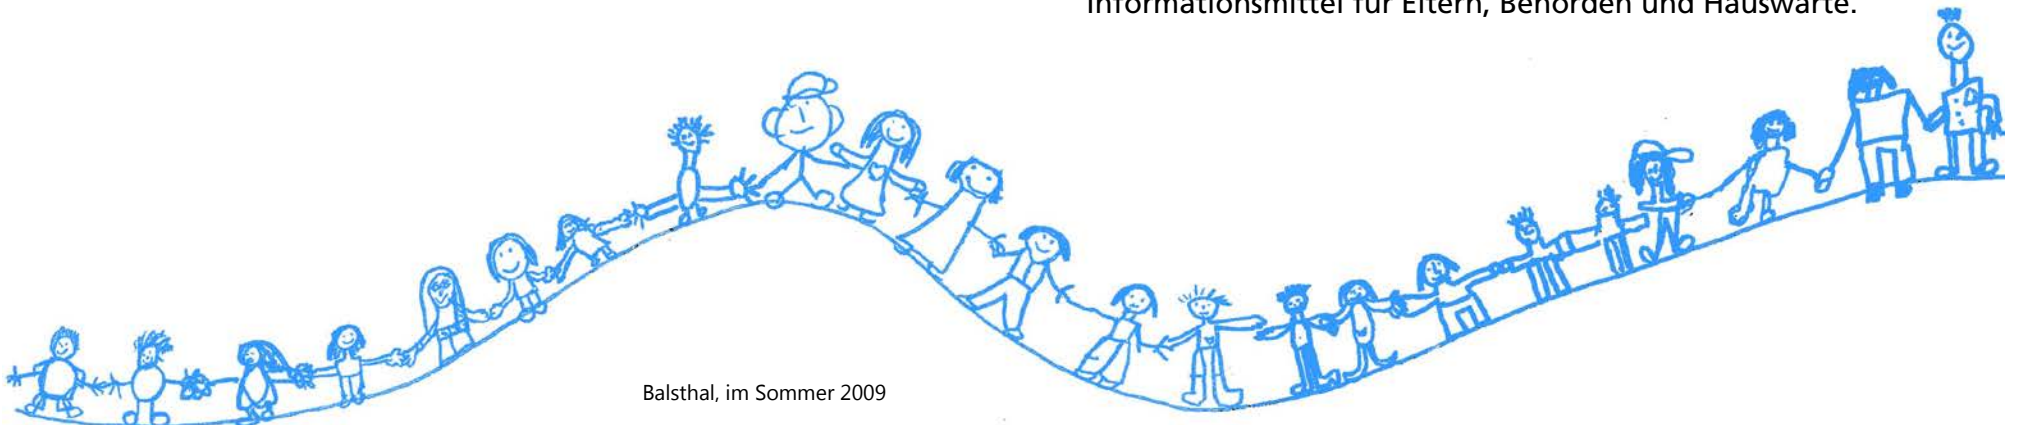 Informationsmittel für Eltern, Behörden und Hauswarte.
Balsthal, im Sommer 2009